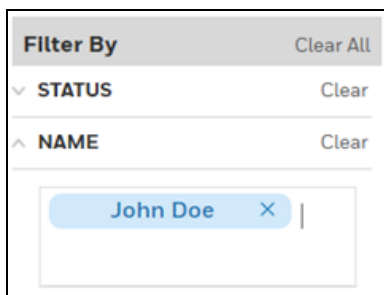 Filter By Clear All
STATUS Clear
NAME Clear
John Doe ×